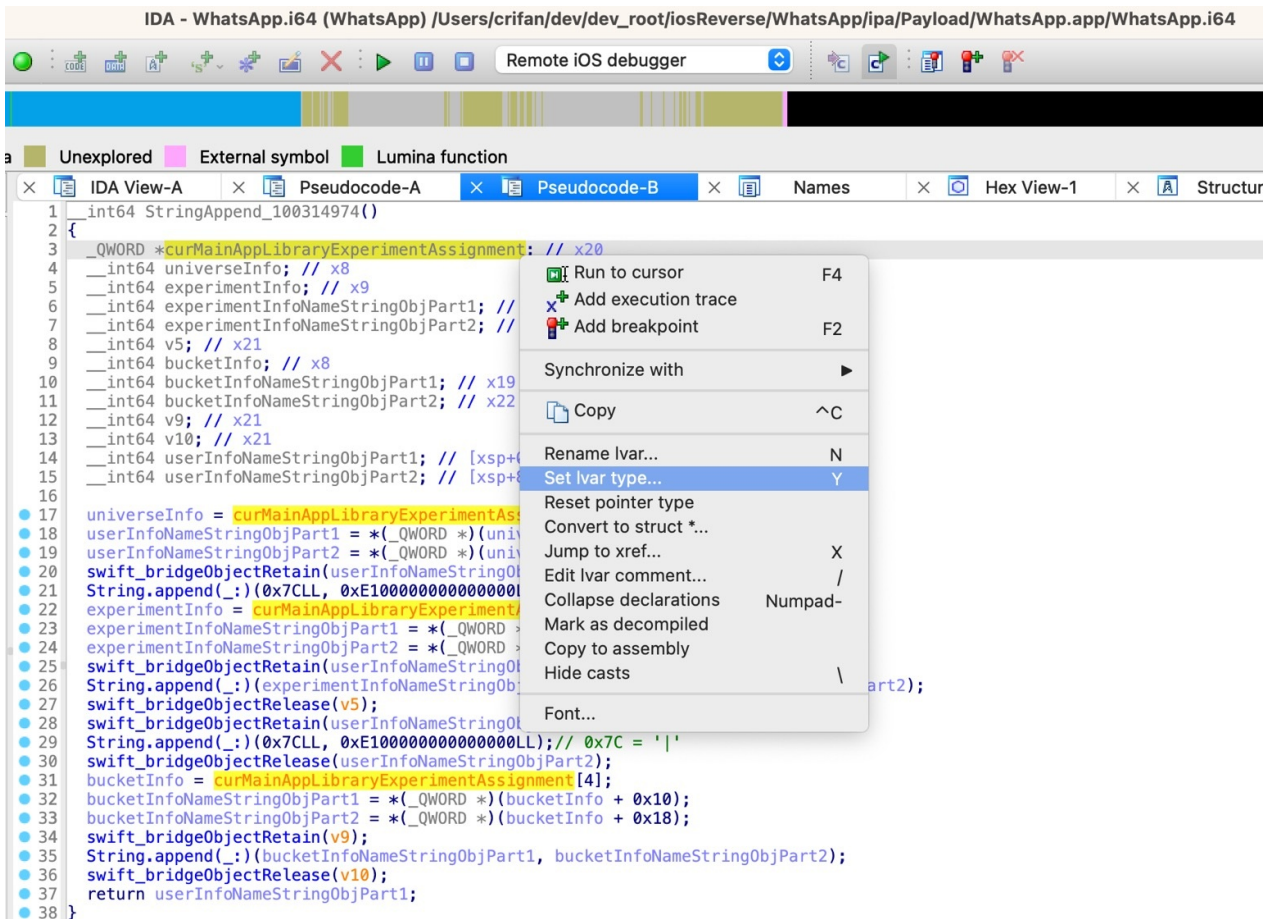 IDA - WhatsApp.i64 (WhatsApp) /Users/crifan/dev/dev_root/iosReverse/WhatsApp/ipa/Payload/WhatsApp.app/WhatsApp.i64
Remote iOS debugger
a Unexplored External symbol Lumina function
IDA View-A Pseudocode-A Pseudocode-B Names Hex View-1 Structur
1 __int64 StringAppend_100314974()
2 {
3 _QWORD *curMainAppLibraryExperimentAssignment; // x20
4 __int64 universeInfo; // x8
5 __int64 experimentInfo; // x9
6 __int64 experimentInfoNameStringObjPart1; //
7 __int64 experimentInfoNameStringObjPart2; //
8 __int64 v5; // x21
9 __int64 bucketInfo; // x8
10 __int64 bucketInfoNameStringObjPart1; // x19
11 __int64 bucketInfoNameStringObjPart2; // x22
12 __int64 v9; // x21
13 __int64 v10; // x21
14 __int64 userInfoNameStringObjPart1; // [xsp+
15 __int64 userInfoNameStringObjPart2; // [xsp+
16
17 universeInfo = curMainAppLibraryExperimentAs
18 userInfoNameStringObjPart1 = *(_QWORD *)(uni
19 userInfoNameStringObjPart2 = *(_QWORD *)(uni
20 swift_bridgeObjectRetain(userInfoNameStringO
21 String.append(_:)(0x7CLL, 0xE100000000000000
22 experimentInfo = curMainAppLibraryExperiment
23 experimentInfoNameStringObjPart1 = *(_QWORD
24 experimentInfoNameStringObjPart2 = *(_QWORD
25 swift_bridgeObjectRetain(userInfoNameStringO
26 String.append(_:)(experimentInfoNameStringOb art2);
27 swift_bridgeObjectRelease(v5);
28 swift_bridgeObjectRetain(userInfoNameStringO
29 String.append(_:)(0x7CLL, 0xE100000000000000LL);// 0x7C = '|'
30 swift_bridgeObjectRelease(userInfoNameStringObjPart2);
31 bucketInfo = curMainAppLibraryExperimentAssignment[4];
32 bucketInfoNameStringObjPart1 = *(_QWORD *)(bucketInfo + 0x10);
33 bucketInfoNameStringObjPart2 = *(_QWORD *)(bucketInfo + 0x18);
34 swift_bridgeObjectRetain(v9);
35 String.append(_:)(bucketInfoNameStringObjPart1, bucketInfoNameStringObjPart2);
36 swift_bridgeObjectRelease(v10);
37 return userInfoNameStringObjPart1;
38 }
Run to cursor F4
Add execution trace
Add breakpoint F2
Synchronize with
Copy ^C
Rename lvar... N
Set lvar type... Y
Reset pointer type
Convert to struct *...
Jump to xref... X
Edit lvar comment... /
Collapse declarations Numpad-
Mark as decompiled
Copy to assembly
Hide casts \
Font...